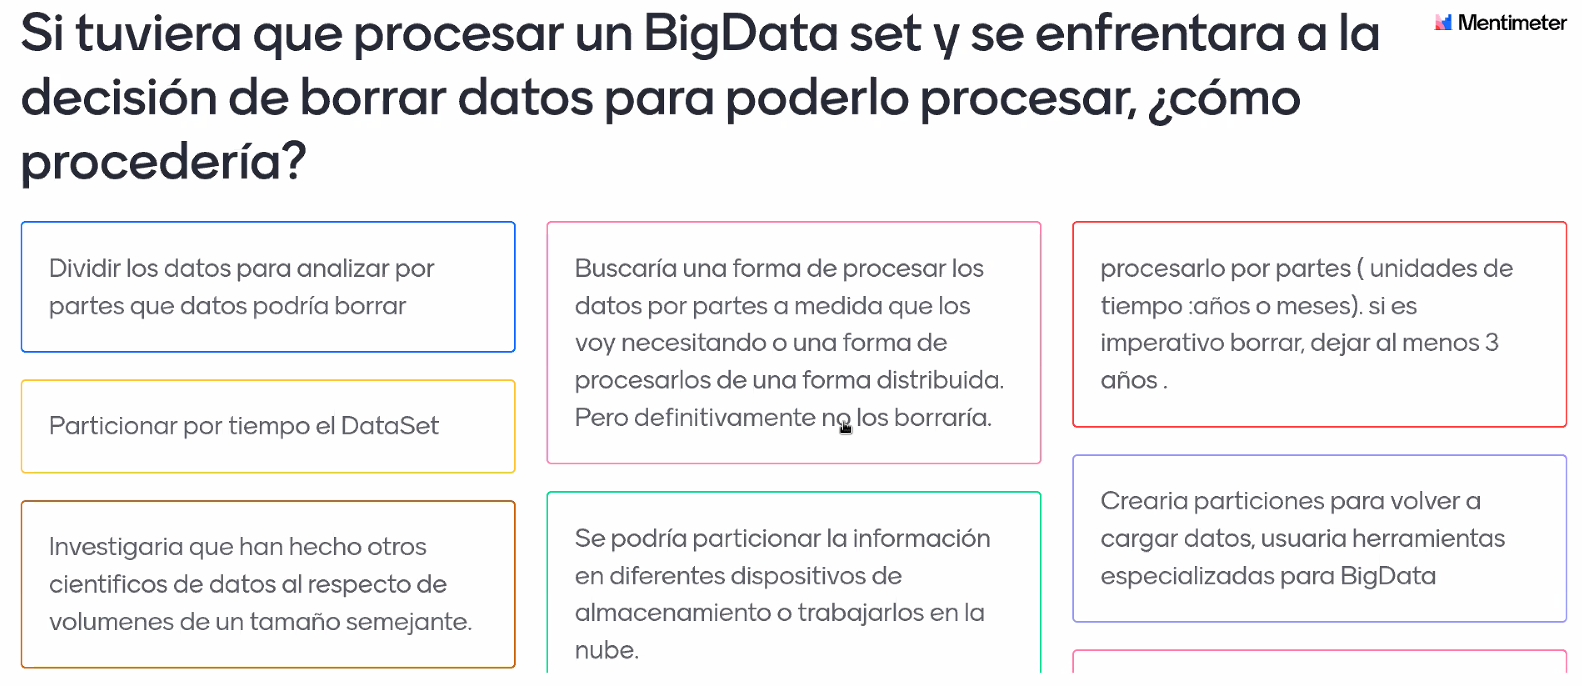 Si tuviera que procesar un BigData set y se enfrentara a la
decisión de borrar datos para poderlo procesar, ¿cómo
procedería?
Mentimeter
Dividir los datos para analizar por
partes que datos podría borrar
Particionar por tiempo el DataSet
Investigaria que han hecho otros
cientificos de datos al respecto de
volumenes de un tamaño semejante.
Buscaría una forma de procesar los
datos por partes a medida que los
voy necesitando o una forma de
procesarlos de una forma distribuida.
Pero definitivamente no los borraría.
Se podría particionar la información
en diferentes dispositivos de
almacenamiento o trabajarlos en la
nube.
procesarlo por partes ( unidades de
tiempo :años o meses). si es
imperativo borrar, dejar al menos 3
años .
Crearia particiones para volver a
cargar datos, usuaria herramientas
especializadas para BigData